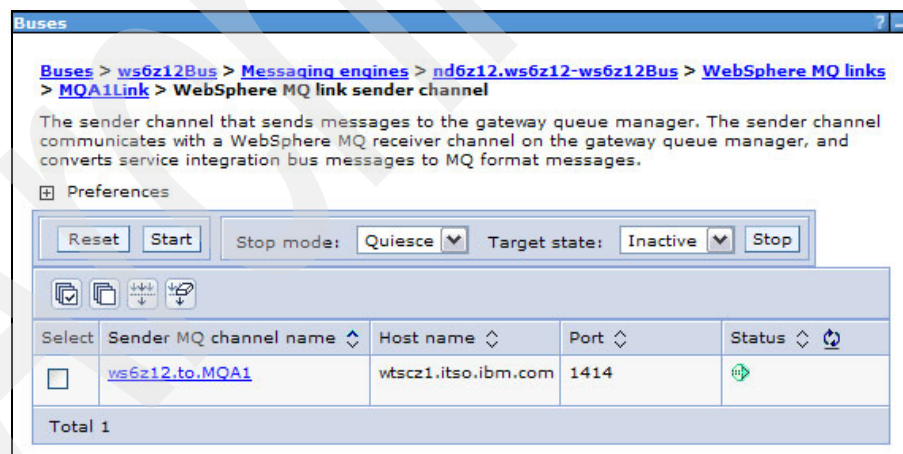 Buses ? _
Buses > ws6z12Bus > Messaging engines > nd6z12.ws6z12-ws6z12Bus > WebSphere MQ links
> MQA1Link > WebSphere MQ link sender channel
The sender channel that sends messages to the gateway queue manager. The sender channel
communicates with a WebSphere MQ receiver channel on the gateway queue manager, and
converts service integration bus messages to MQ format messages.
Preferences
Reset Start Stop mode: Quiesce Target state: Inactive Stop
Select Sender MQ channel name Host name Port Status
ws6z12.to.MQA1 wtscz1.itso.ibm.com 1414
Total 1